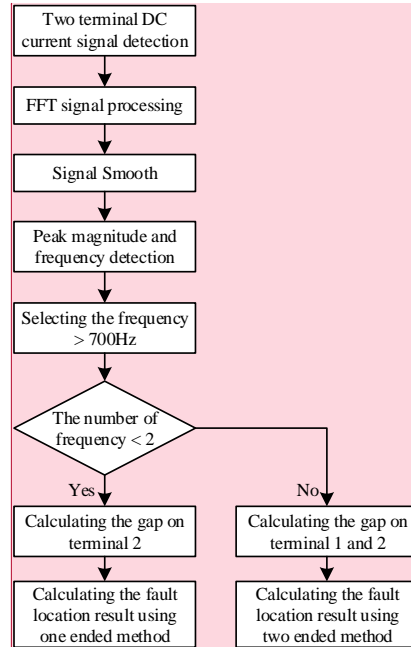 Two terminal DC
current signal detection
FFT signal processing
Signal Smooth
Peak magnitude and
frequency detection
Selecting the frequency
> 700Hz
The number of
frequency < 2
Yes
No
Calculating the gap on
terminal 2
Calculating the gap on
terminal 1 and 2
Calculating the fault
location result using
one ended method
Calculating the fault
location result using
two ended method